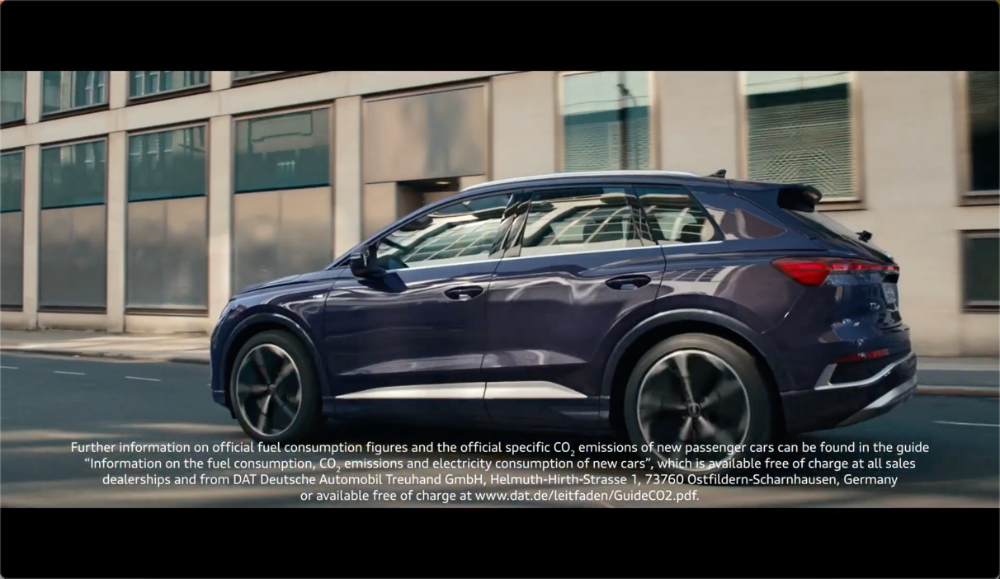 Further information on official fuel consumption figures and the official specific CO₂ emissions of new passenger cars can be found in the guide
“Information on the fuel consumption, CO₂ emissions and electricity consumption of new cars”, which is available free of charge at all sales
dealerships and from DAT Deutsche Automobil Treuhand GmbH, Helmuth-Hirth-Strasse 1, 73760 Ostfildern-Scharnhausen, Germany
or available free of charge at www.dat.de/leitfaden/GuideCO2.pdf.